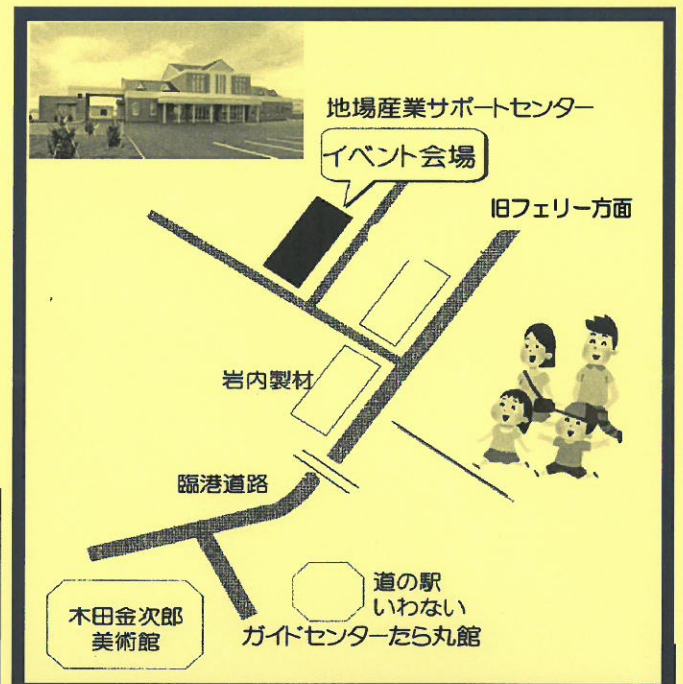 地場産業サポートセンター
イベント会場
旧フェリー方面
岩内製材
臨港道路
道の駅
いわない
ガイドセンターたら丸館
木田金次郎
美術館